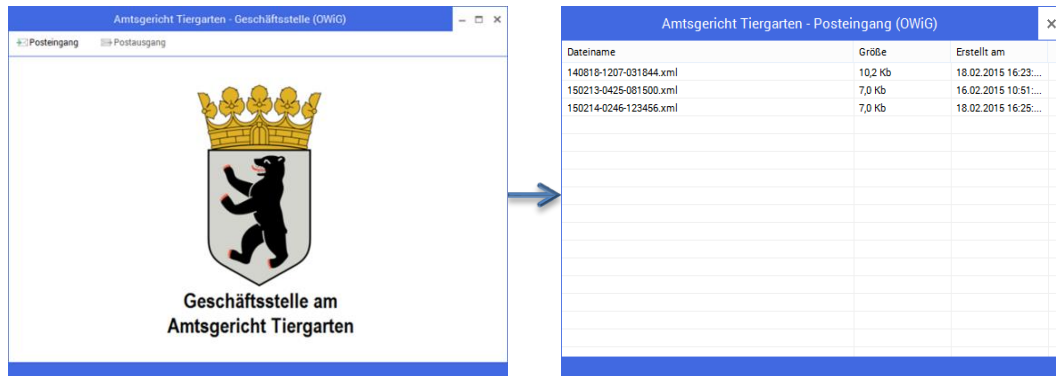 Amtsgericht Tiergarten - Geschäftsstelle (OWiG)
Posteingang Postausgang
Geschäftsstelle am
Amtsgericht Tiergarten
Amtsgericht Tiergarten - Posteingang (OWiG)
Dateiname Größe Erstellt am
140818-1207-031844.xml 10,2 Kb 18.02.2015 16:23:...
150213-0425-081500.xml 7,0 Kb 16.02.2015 10:51:...
150214-0246-123456.xml 7,0 Kb 18.02.2015 16:25:...